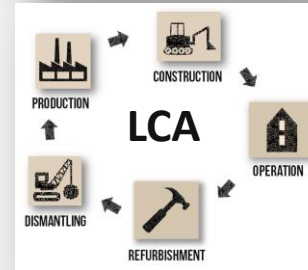 CONSTRUCTION
PRODUCTION
LCA
OPERATION
DISMANTLING
REFURBISHMENT